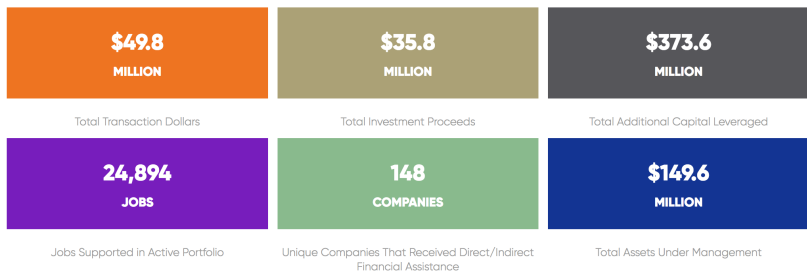 $49.8
MILLION
Total Transaction Dollars
$35.8
MILLION
Total Investment Proceeds
$373.6
MILLION
Total Additional Capital Leveraged
24,894
JOBS
Jobs Supported in Active Portfolio
148
COMPANIES
Unique Companies That Received Direct/Indirect
Financial Assistance
$149.6
MILLION
Total Assets Under Management